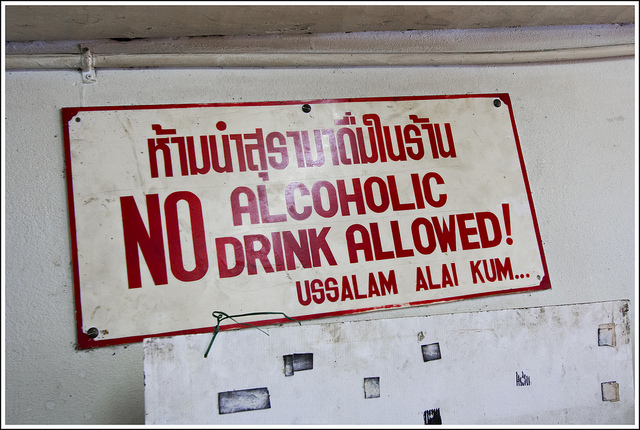 ห้ามนำสุรามาดื่มในร้าน
NO ALCOHOLIC
DRINK ALLOWED!
USSALAM ALAI KUM...